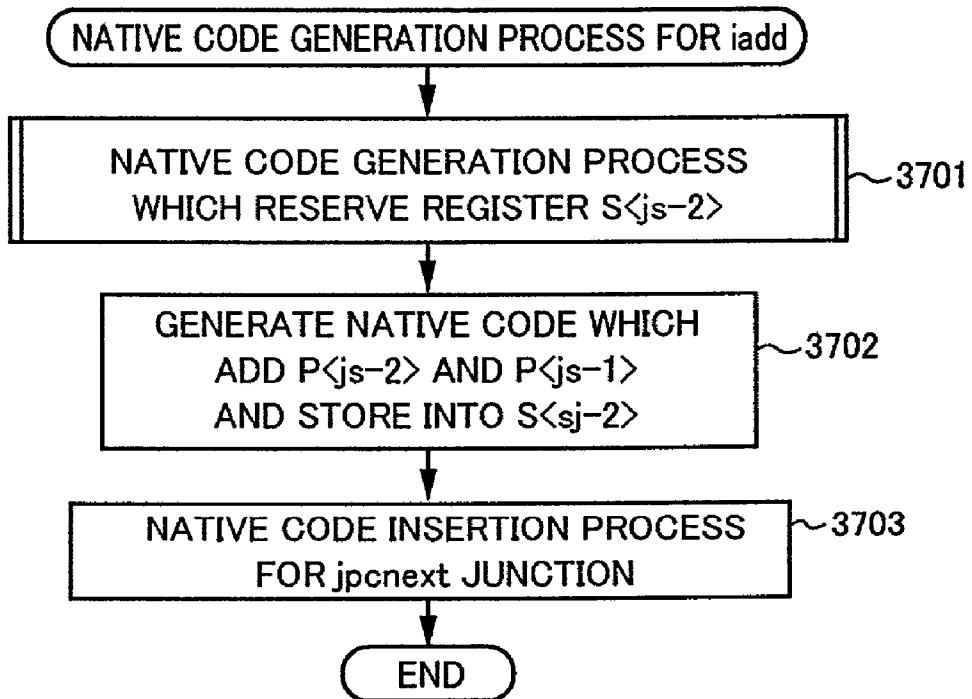 NATIVE CODE GENERATION PROCESS FOR iadd
NATIVE CODE GENERATION PROCESS
WHICH RESERVE REGISTER S<js-2>
3701
GENERATE NATIVE CODE WHICH
ADD P<js-2> AND P<js-1>
AND STORE INTO S<sj-2>
3702
NATIVE CODE INSERTION PROCESS
FOR jpcnext JUNCTION
3703
END